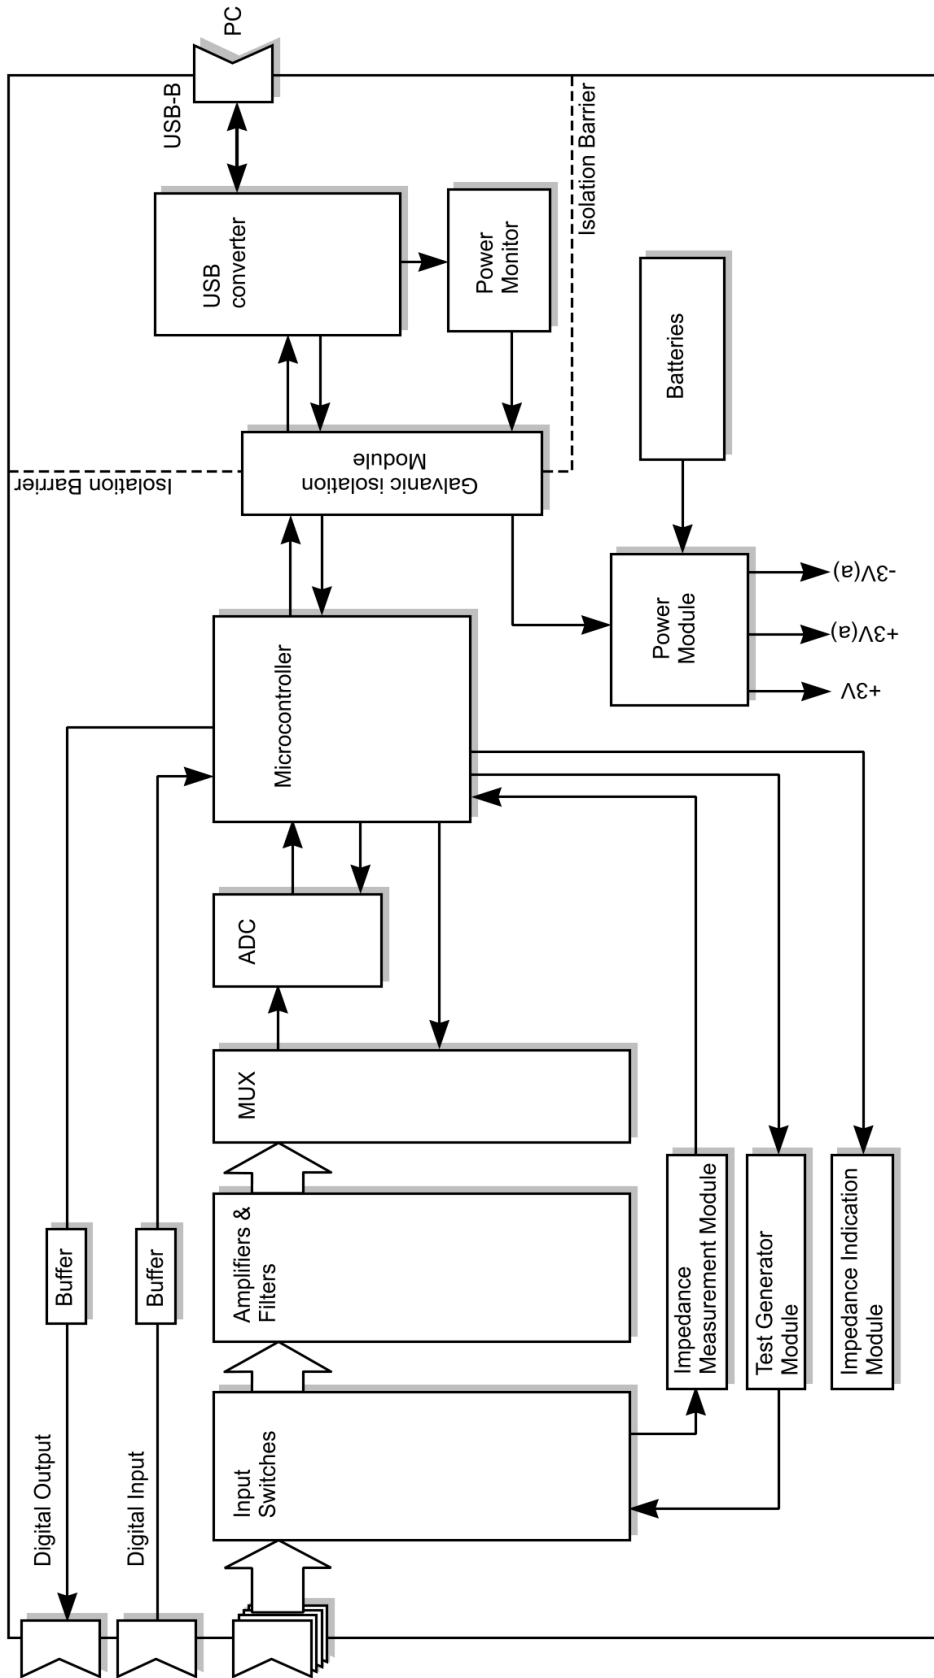 Digital Output
Buffer
Digital Input
Buffer
USB-B
PC
Input
Switches
Amplifiers &
Filters
MUX
ADC
Microcontroller
Isolation Barrier
Galvanic isolation
Module
USB
converter
Power
Monitor
Isolation Barrier
Impedance
Measurement Module
Test Generator
Module
Impedance Indication
Module
Power
Module
Batteries
+3V
+3V(a)
-3V(a)